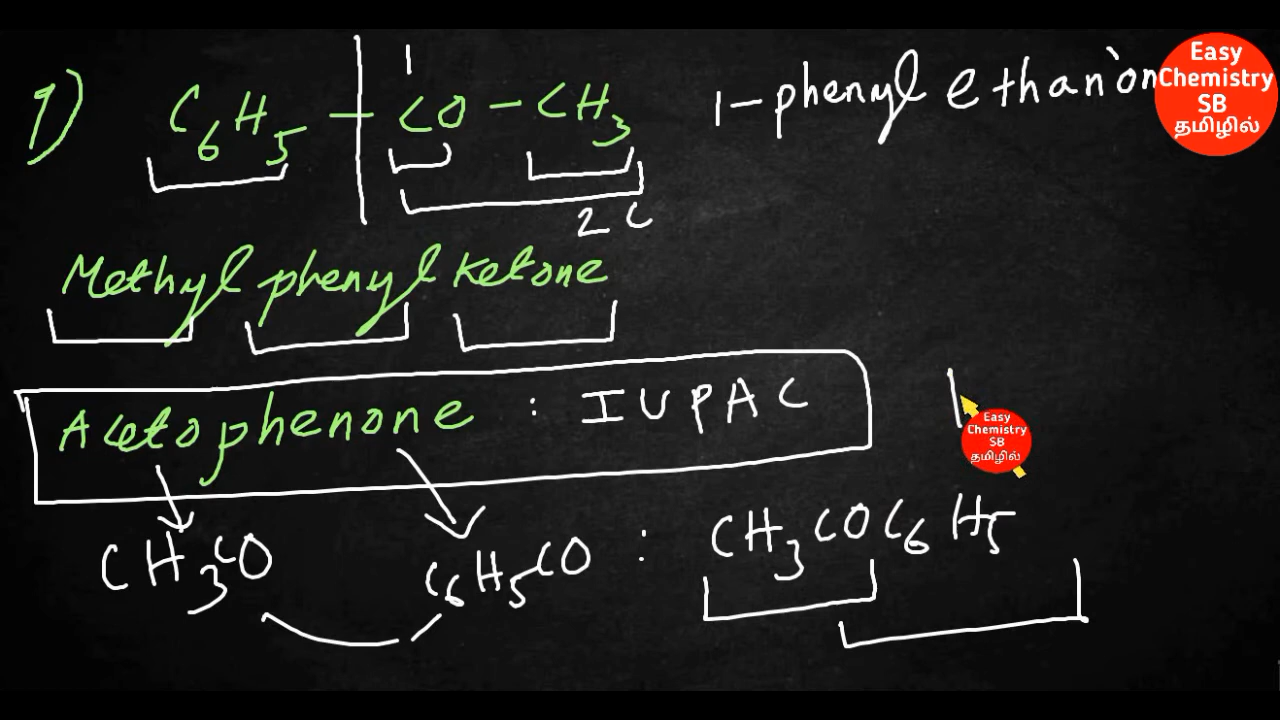 9) C6H5 - CO - CH3
1
1-phenyl ethanon
2C
Methyl phenyl ketone
Acetophenone : IUPAC
CH3CO C6H5CO : CH3COC6H5
Easy
Chemistry
SB
தமிழில்
Easy
Chemistry
SB
தமிழில்